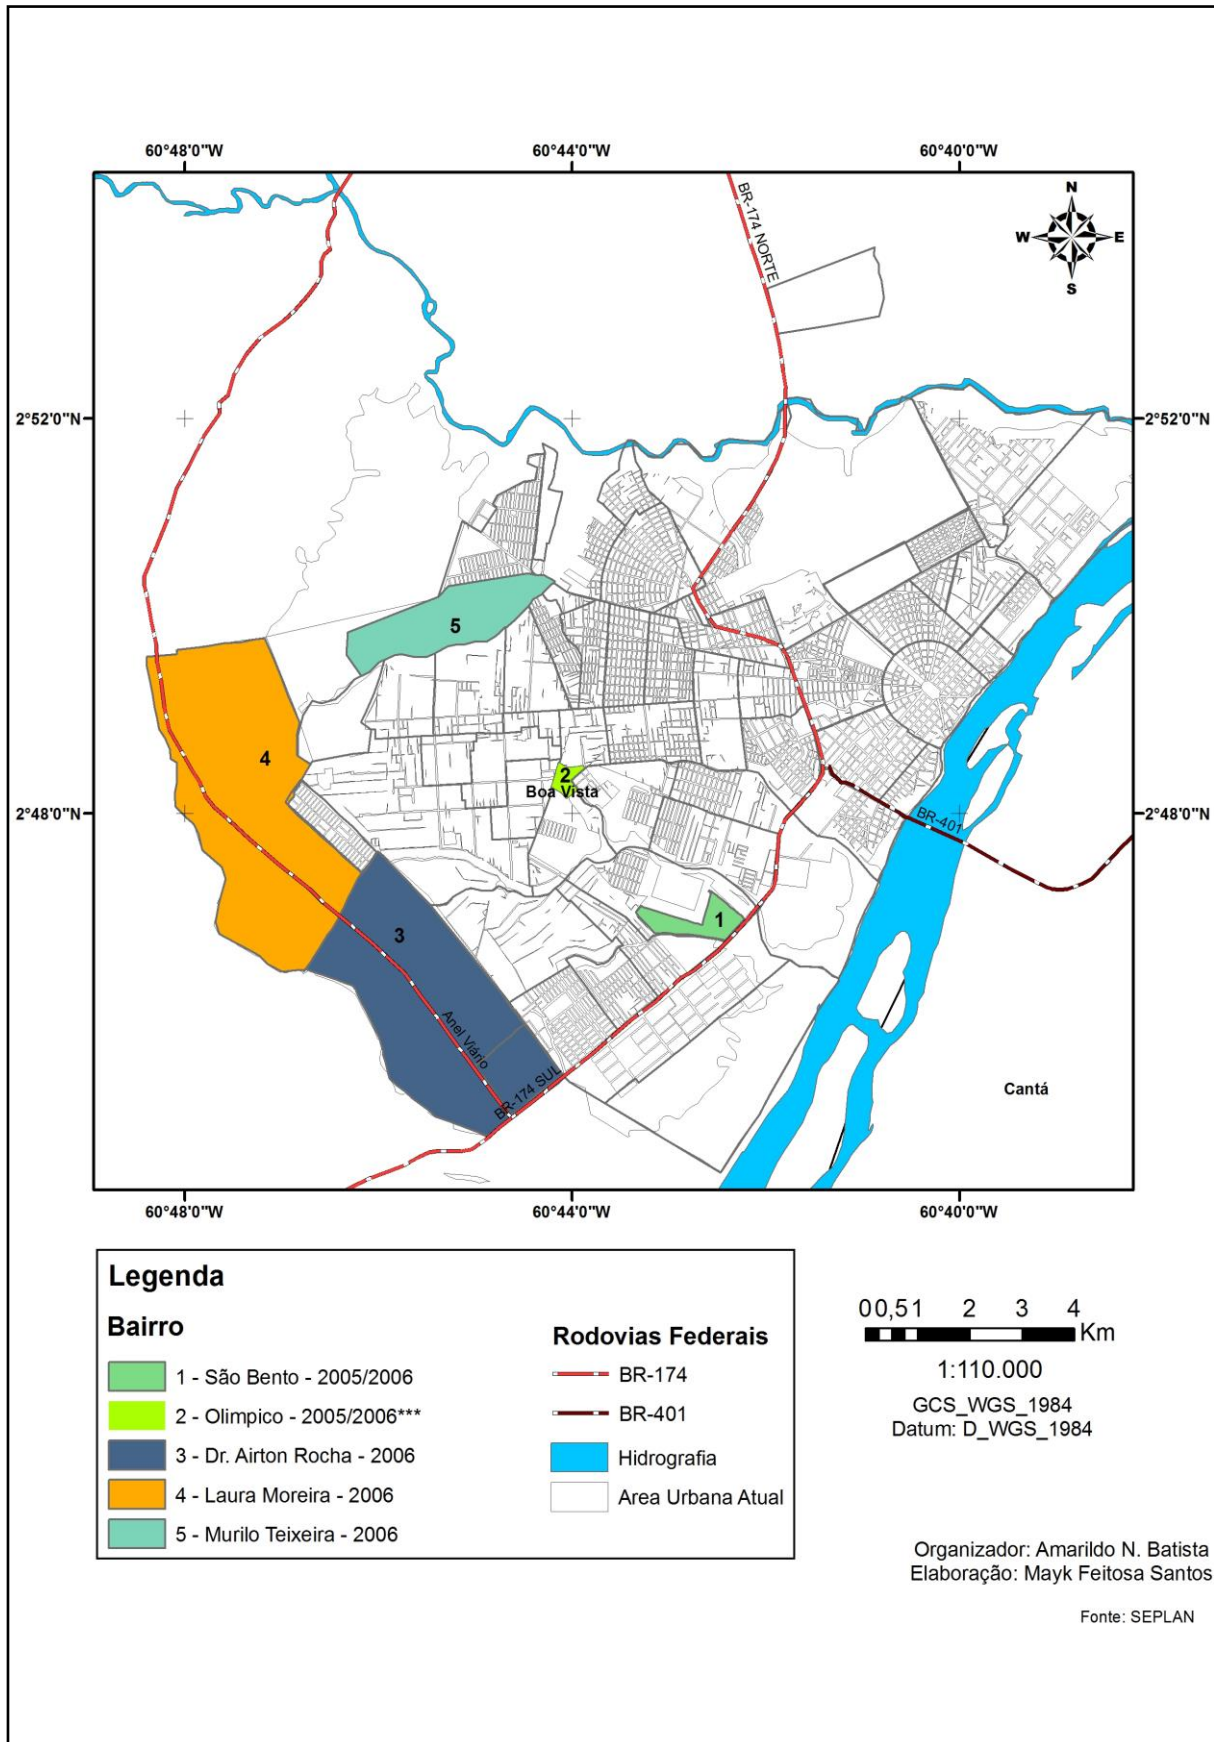 60°48'0"W
60°44'0"W
60°40'0"W
N
W
E
S
BR-174 NORTE
2°52'0"N
2°52'0"N
5
4
2
Boa Vista
2°48'0"N
2°48'0"N
BR-401
1
3
Anel Viário
BR-174 SUL
Cantá
60°48'0"W
60°44'0"W
60°40'0"W
Legenda
Bairro
1 - São Bento - 2005/2006
2 - Olimpico - 2005/2006***
3 - Dr. Airton Rocha - 2006
4 - Laura Moreira - 2006
5 - Murilo Teixeira - 2006
Rodovias Federais
BR-174
BR-401
Hidrografia
Area Urbana Atual
0 0,5 1 2 3 4
Km
1:110.000
GCS_WGS_1984
Datum: D_WGS_1984
Organizador: Amarildo N. Batista
Elaboração: Mayk Feitosa Santos
Fonte: SEPLAN